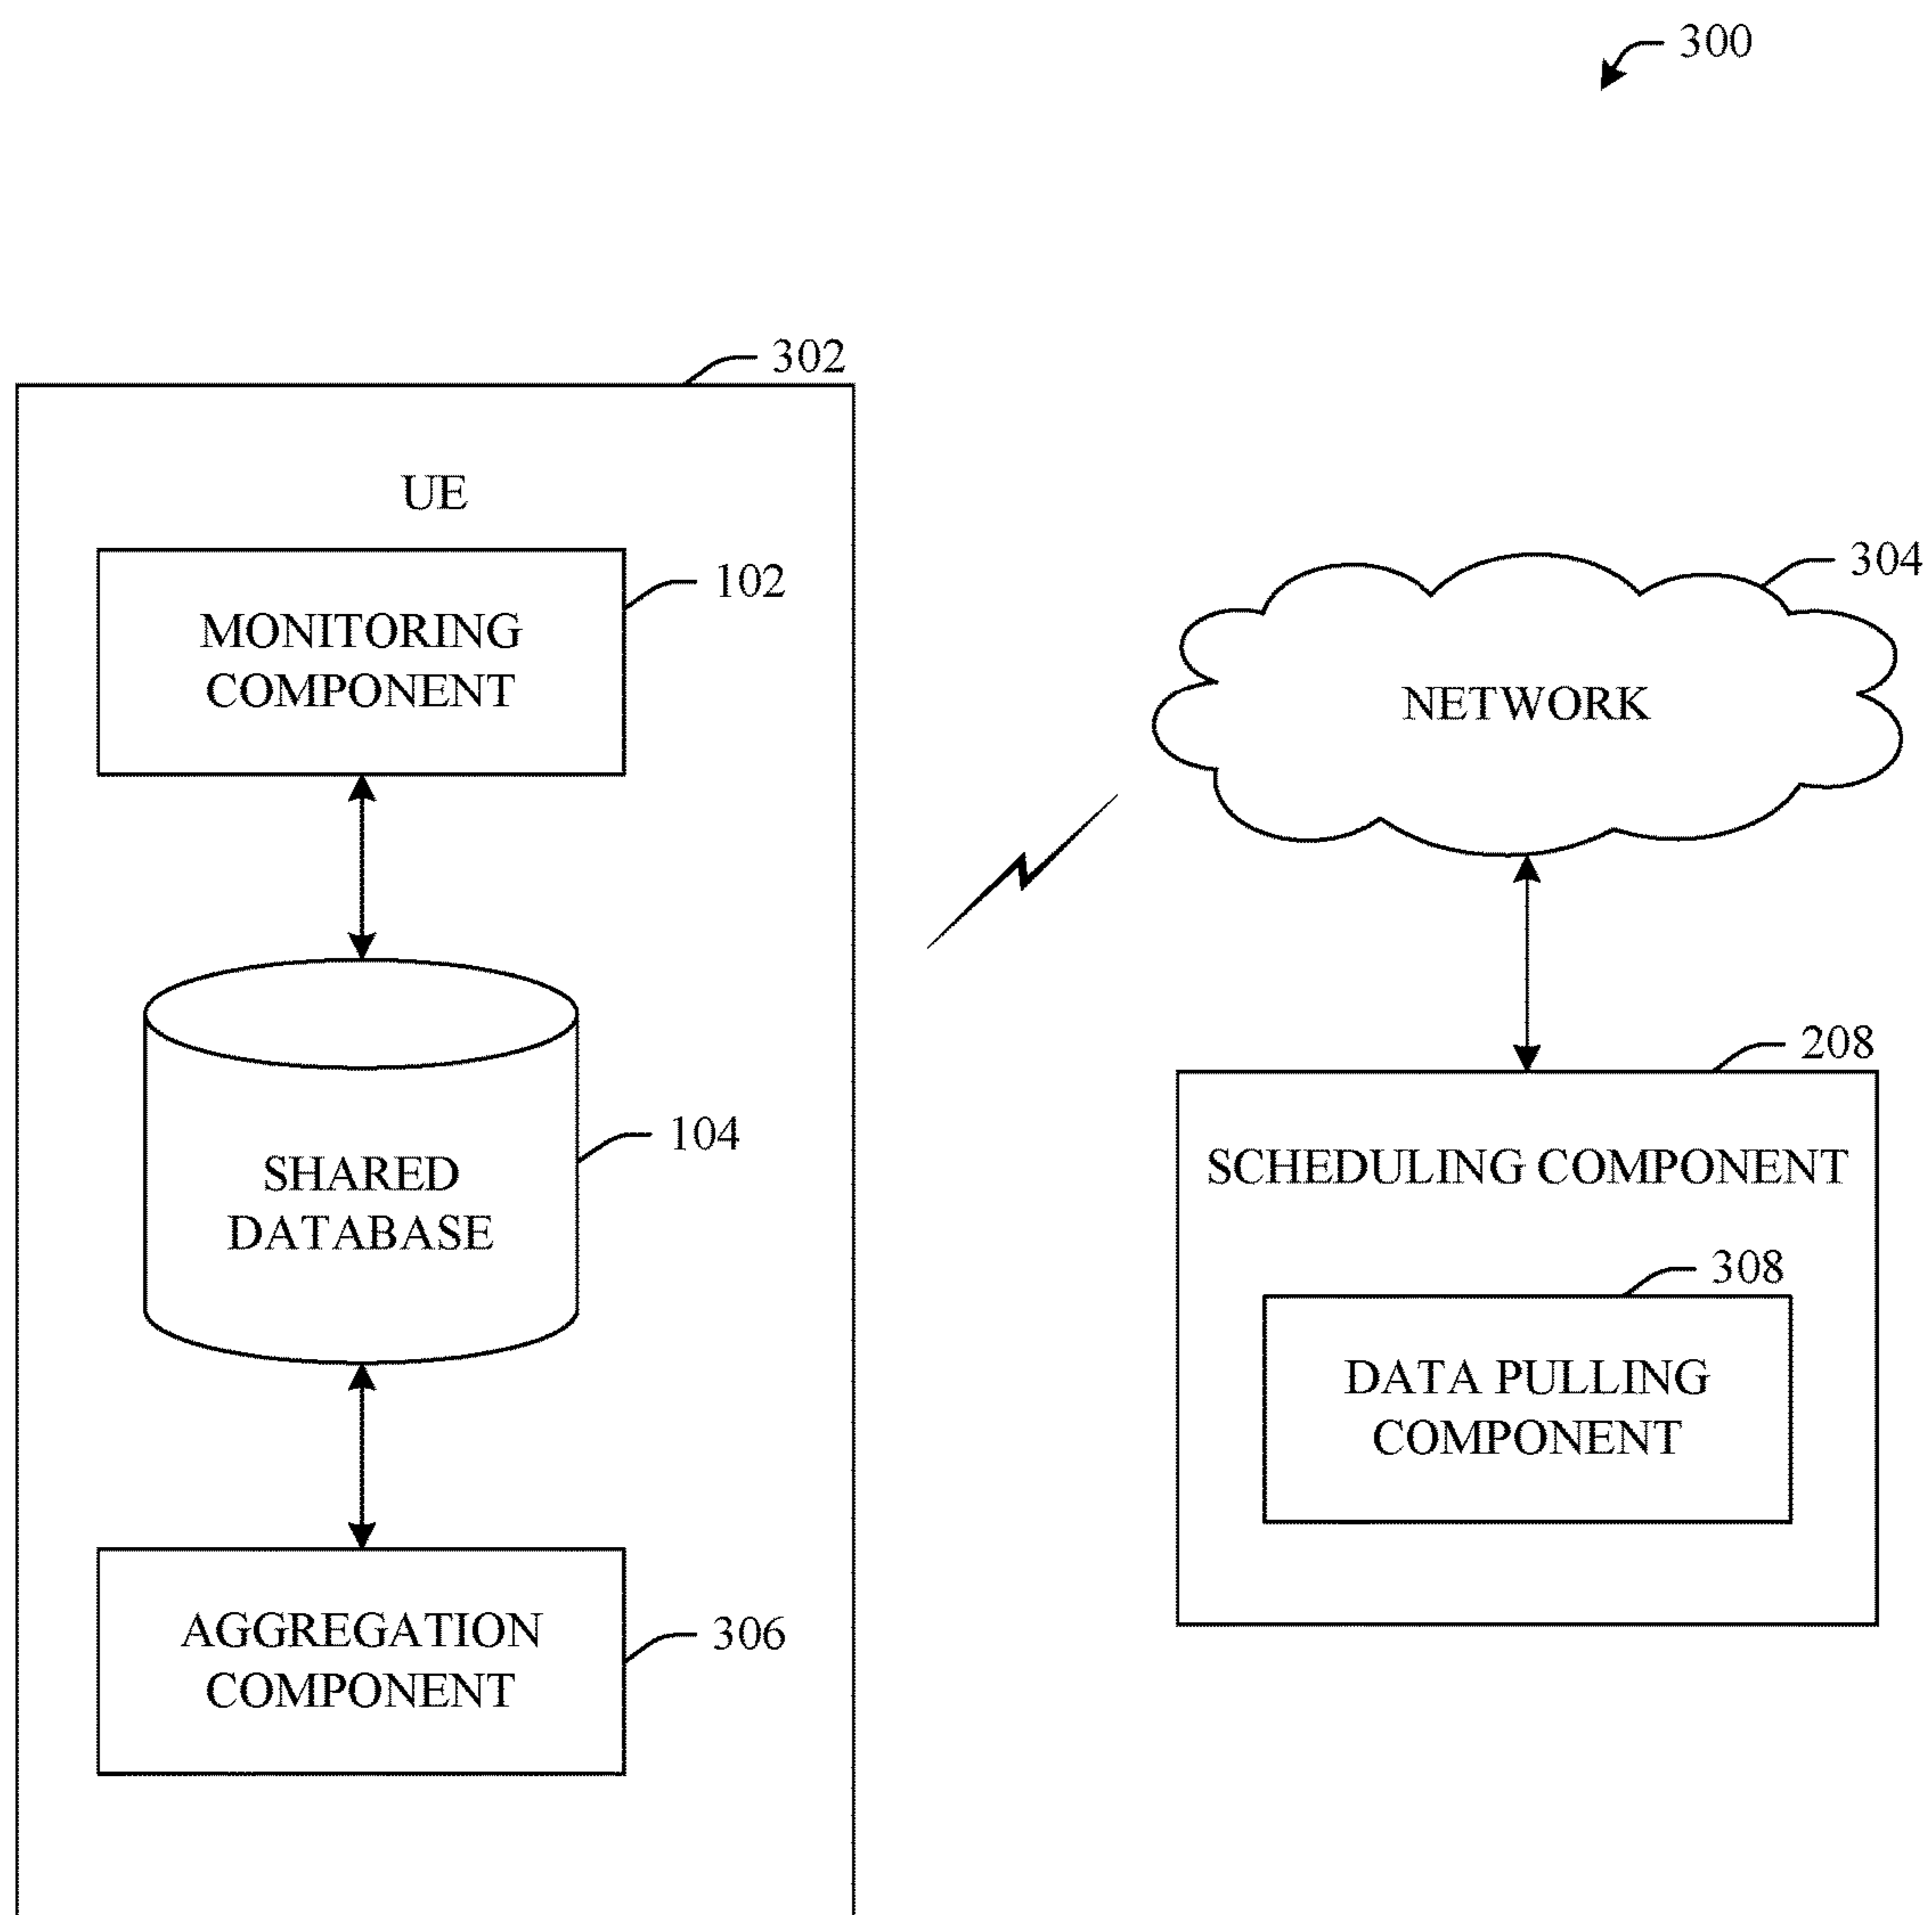 300
302
UE
102
MONITORING
COMPONENT
304
NETWORK
104
SHARED
DATABASE
208
SCHEDULING COMPONENT
308
DATA PULLING
COMPONENT
306
AGGREGATION
COMPONENT